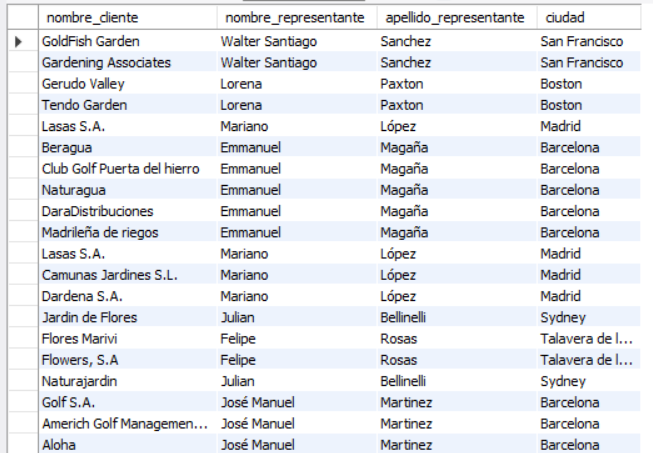 nombre_cliente nombre_representante apellido_representante ciudad
GoldFish Garden Walter Santiago Sanchez San Francisco
Gardening Associates Walter Santiago Sanchez San Francisco
Gerudo Valley Lorena Paxton Boston
Tendo Garden Lorena Paxton Boston
Lasas S.A. Mariano López Madrid
Beragua Emmanuel Magaña Barcelona
Club Golf Puerta del hierro Emmanuel Magaña Barcelona
Naturagua Emmanuel Magaña Barcelona
DaraDistribuciones Emmanuel Magaña Barcelona
Madrileña de riegos Emmanuel Magaña Barcelona
Lasas S.A. Mariano López Madrid
Camunas Jardines S.L. Mariano López Madrid
Dardena S.A. Mariano López Madrid
Jardin de Flores Julian Bellinelli Sydney
Flores Marivi Felipe Rosas Talavera de l...
Flowers, S.A Felipe Rosas Talavera de l...
Naturajardin Julian Bellinelli Sydney
Golf S.A. José Manuel Martinez Barcelona
Americh Golf Managemen... José Manuel Martinez Barcelona
Aloha José Manuel Martinez Barcelona